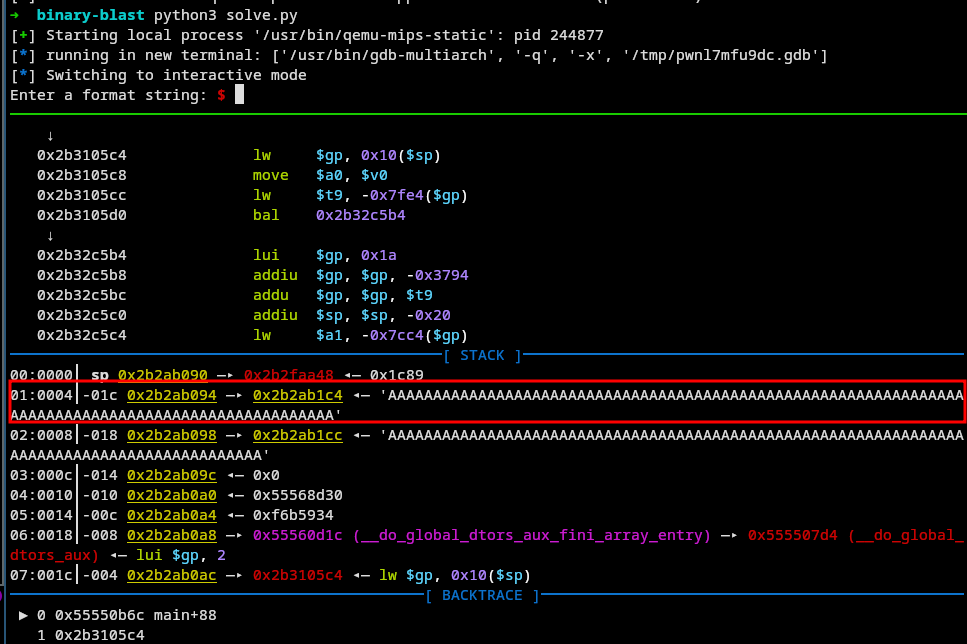 ➜  binary-blast python3 solve.py
[+] Starting local process '/usr/bin/qemu-mips-static': pid 244877
[*] running in new terminal: ['/usr/bin/gdb-multiarch', '-q', '-x', '/tmp/pwnl7mfu9dc.gdb']
[*] Switching to interactive mode
Enter a format string: $
↓
0x2b3105c4 lw $gp, 0x10($sp)
0x2b3105c8 move $a0, $v0
0x2b3105cc lw $t9, -0x7fe4($gp)
0x2b3105d0 bal 0x2b32c5b4
↓
0x2b32c5b4 lui $gp, 0x1a
0x2b32c5b8 addiu $gp, $gp, -0x3794
0x2b32c5bc addu $gp, $gp, $t9
0x2b32c5c0 addiu $sp, $sp, -0x20
0x2b32c5c4 lw $a1, -0x7cc4($gp)
[ STACK ]
00:0000│ sp 0x2b2ab090 —▸ 0x2b2faa48 ◂— 0x1c89
01:0004│-01c 0x2b2ab094 —▸ 0x2b2ab1c4 ◂— 'AAAAAAAAAAAAAAAAAAAAAAAAAAAAAAAAAAAAAAAAAAAAAAAAAAAAAAAAAAAAAAAA
AAAAAAAAAAAAAAAAAAAAAAAAAAAAAAAAAAAA'
02:0008│-018 0x2b2ab098 —▸ 0x2b2ab1cc ◂— 'AAAAAAAAAAAAAAAAAAAAAAAAAAAAAAAAAAAAAAAAAAAAAAAAAAAAAAAAAAAAAAAA
AAAAAAAAAAAAAAAAAAAAAAAAAAAA'
03:000c│-014 0x2b2ab09c ◂— 0x0
04:0010│-010 0x2b2ab0a0 ◂— 0x55568d30
05:0014│-00c 0x2b2ab0a4 ◂— 0xf6b5934
06:0018│-008 0x2b2ab0a8 —▸ 0x55560d1c (__do_global_dtors_aux_fini_array_entry) —▸ 0x555507d4 (__do_global_
dtors_aux) ◂— lui $gp, 2
07:001c│-004 0x2b2ab0ac —▸ 0x2b3105c4 ◂— lw $gp, 0x10($sp)
[ BACKTRACE ]
► 0 0x55550b6c main+88
1 0x2b3105c4